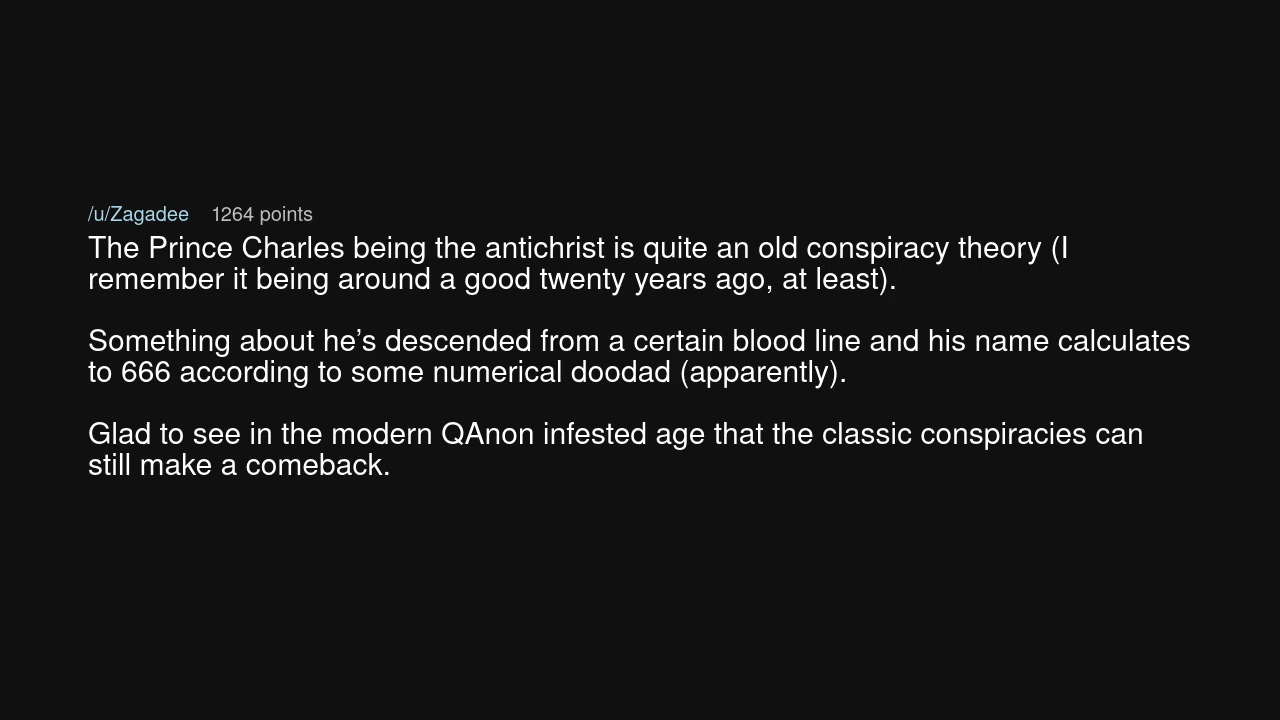 /u/Zagadee 1264 points
The Prince Charles being the antichrist is quite an old conspiracy theory (I
remember it being around a good twenty years ago, at least).
Something about he’s descended from a certain blood line and his name calculates
to 666 according to some numerical doodad (apparently).
Glad to see in the modern QAnon infested age that the classic conspiracies can
still make a comeback.